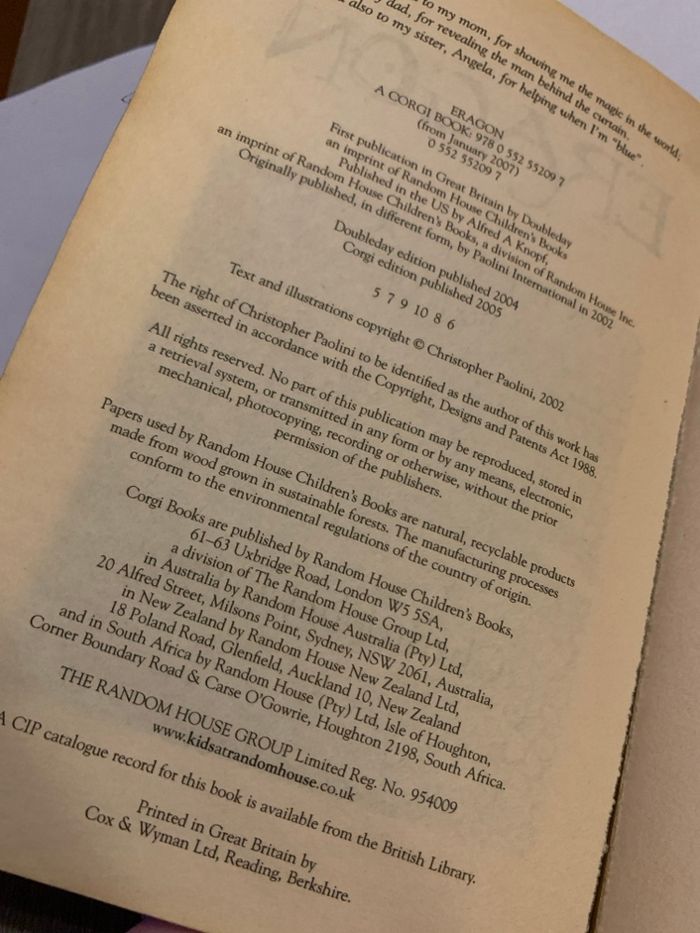 to my mom, for showing me the magic in the world;
dad, for revealing the man behind the curtain.
also to my sister, Angela, for helping when I'm "blue".
ERAGON
A CORGI BOOK: 978 0 552 55209 7
(from January 2007)
0 552 55209 7
First publication in Great Britain by Doubleday
an imprint of Random House Children's Books
Published in the US by Alfred A Knopf,
an imprint of Random House Children's Books, a division of Random House Inc.
Originally published, in different form, by Paolini International in 2002
Doubleday edition published 2004
Corgi edition published 2005
5 7 9 10 8 6
Text and illustrations copyright © Christopher Paolini, 2002
The right of Christopher Paolini to be identified as the author of this work has
been asserted in accordance with the Copyright, Designs and Patents Act 1988.
All rights reserved. No part of this publication may be reproduced, stored in
a retrieval system, or transmitted in any form or by any means, electronic,
mechanical, photocopying, recording or otherwise, without the prior
permission of the publishers.
Papers used by Random House Children's Books are natural, recyclable products
made from wood grown in sustainable forests. The manufacturing processes
conform to the environmental regulations of the country of origin.
Corgi Books are published by Random House Children's Books,
61–63 Uxbridge Road, London W5 5SA,
a division of The Random House Group Ltd,
in Australia by Random House Australia (Pty) Ltd,
20 Alfred Street, Milsons Point, Sydney, NSW 2061, Australia,
in New Zealand by Random House New Zealand Ltd,
18 Poland Road, Glenfield, Auckland 10, New Zealand
and in South Africa by Random House (Pty) Ltd, Isle of Houghton,
Corner Boundary Road & Carse O'Gowrie, Houghton 2198, South Africa.
THE RANDOM HOUSE GROUP Limited Reg. No. 954009
www.kidsatrandomhouse.co.uk
A CIP catalogue record for this book is available from the British Library.
Printed in Great Britain by
Cox & Wyman Ltd, Reading, Berkshire.